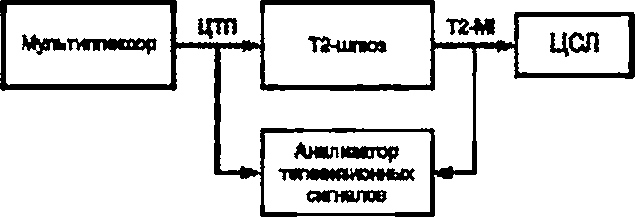 Мультиплексор
ЦТП
Т2-шлюз
Т2-MI
ЦСЛ
Анализатор
телевизионных
сигналов